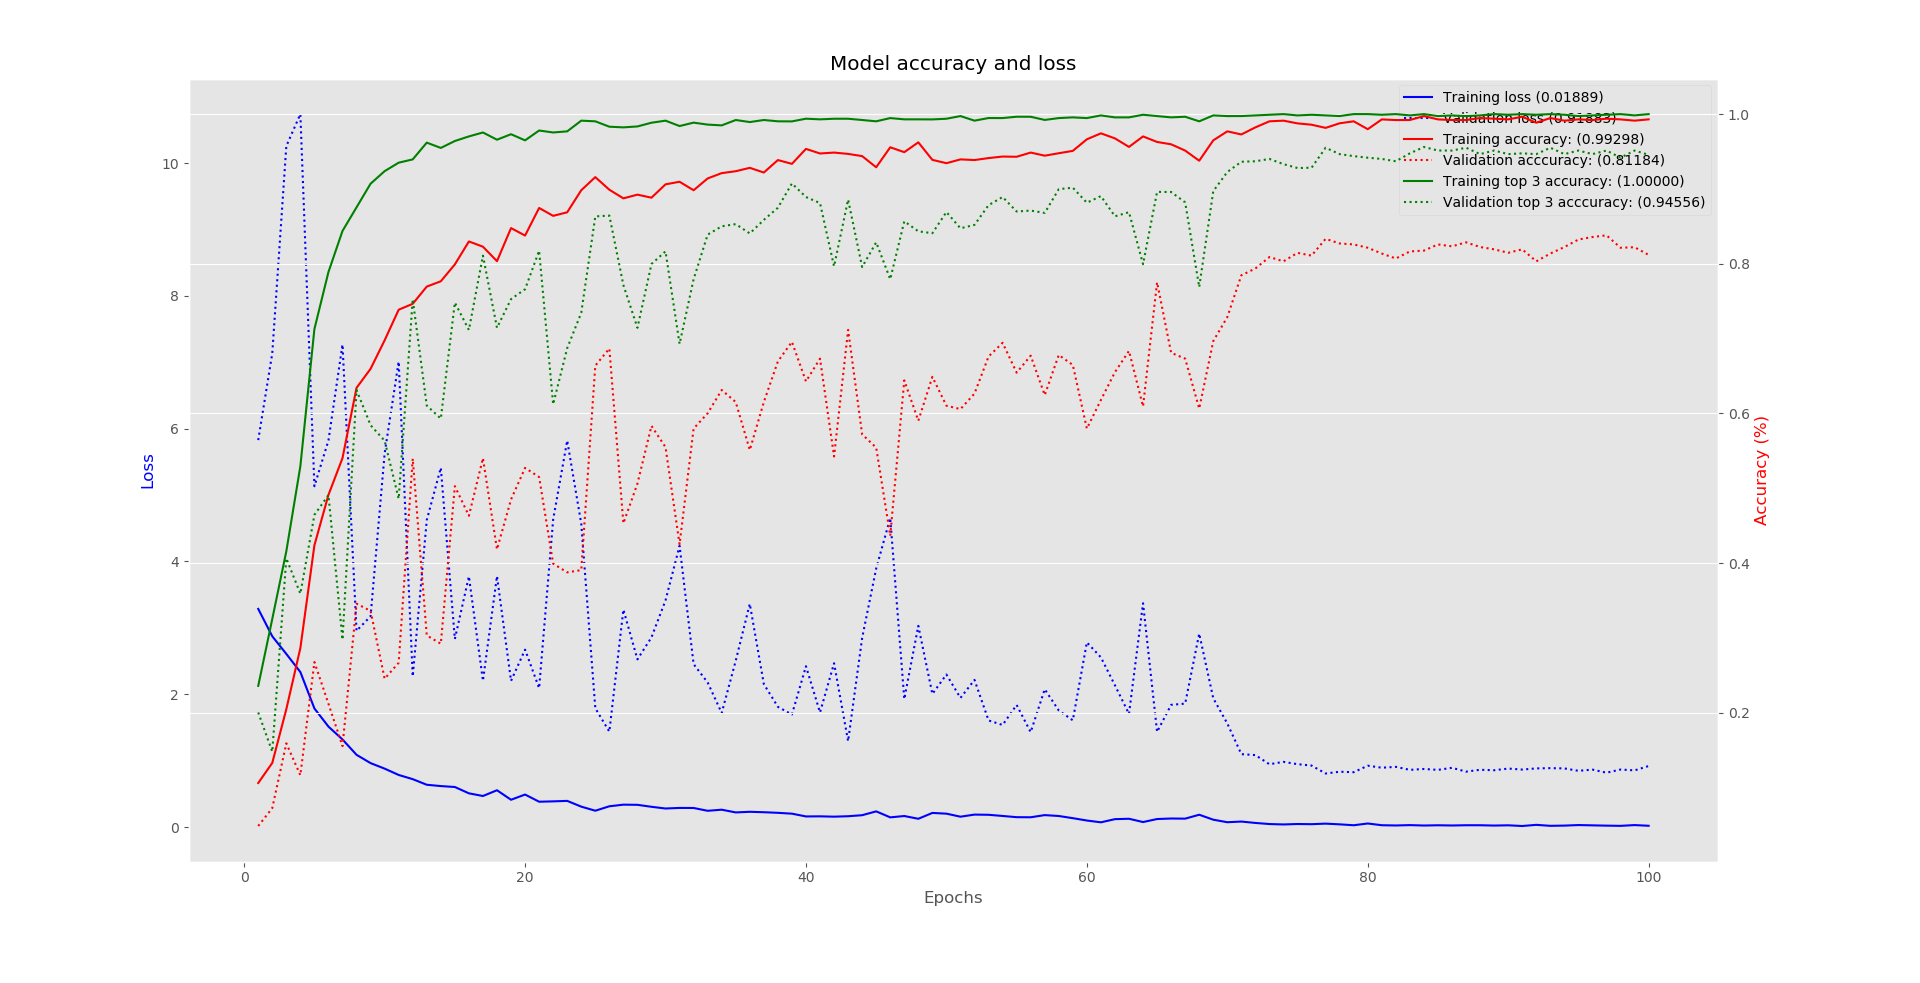 Model accuracy and loss
Training loss (0.01889)
Validation loss (0.91883)
Training accuracy: (0.99298)
Validation acccuracy: (0.81184)
Training top 3 accuracy: (1.00000)
Validation top 3 acccuracy: (0.94556)
10
8
6
4
2
0
Loss
1.0
0.8
0.6
0.4
0.2
Accuracy (%)
0 20 40 60 80 100
Epochs